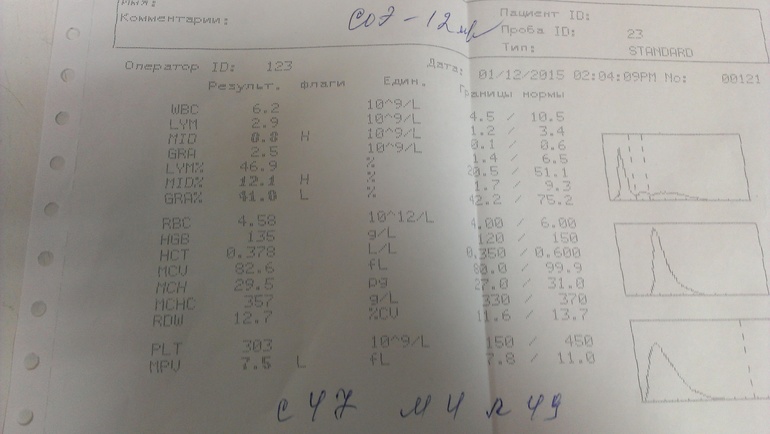 Имя:
Комментарии:
СОЭ - 12 мм/
Пациент ID:
Проба ID: 23
Тип: STANDARD
Оператор ID: 123
Дата: 01/12/2015 02:04:09PM No: 00121
Результ. флаги Един. Границы нормы
WBC 6.2 10^9/L 4.5 / 10.5
LYM 2.9 10^9/L 1.2 / 3.4
MID 0.8 H 10^9/L 0.1 / 0.6
GRA 2.5 10^9/L 1.4 / 6.5
LYM% 46.9 % 20.5 / 51.1
MID% 12.1 H % 1.7 / 9.3
GRA% 41.0 L % 42.2 / 75.2
RBC 4.58 10^12/L 4.00 / 6.00
HGB 135 g/L 120 / 150
HCT 0.378 L/L 0.350 / 0.600
MCV 82.6 fL 80.0 / 99.9
MCH 29.5 pg 27.0 / 31.0
MCHC 357 g/L 330 / 370
RDW 12.7 %CV 11.6 / 13.7
PLT 303 10^9/L 150 / 450
MPV 7.5 L fL 7.8 / 11.0
с 47 м 4 л 49